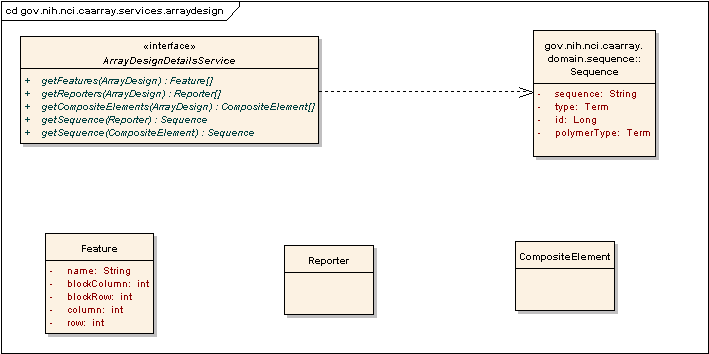 cd gov.nih.nci.caarray.services.arraydesign
«interface»
ArrayDesignDetailsService
+ getFeatures(ArrayDesign) : Feature[]
+ getReporters(ArrayDesign) : Reporter[]
+ getCompositeElements(ArrayDesign) : CompositeElement[]
+ getSequence(Reporter) : Sequence
+ getSequence(CompositeElement) : Sequence
gov.nih.nci.caarray.
domain.sequence::
Sequence
- sequence: String
- type: Term
- id: Long
- polymerType: Term
Feature
- name: String
- blockColumn: int
- blockRow: int
- column: int
- row: int
Reporter
CompositeElement